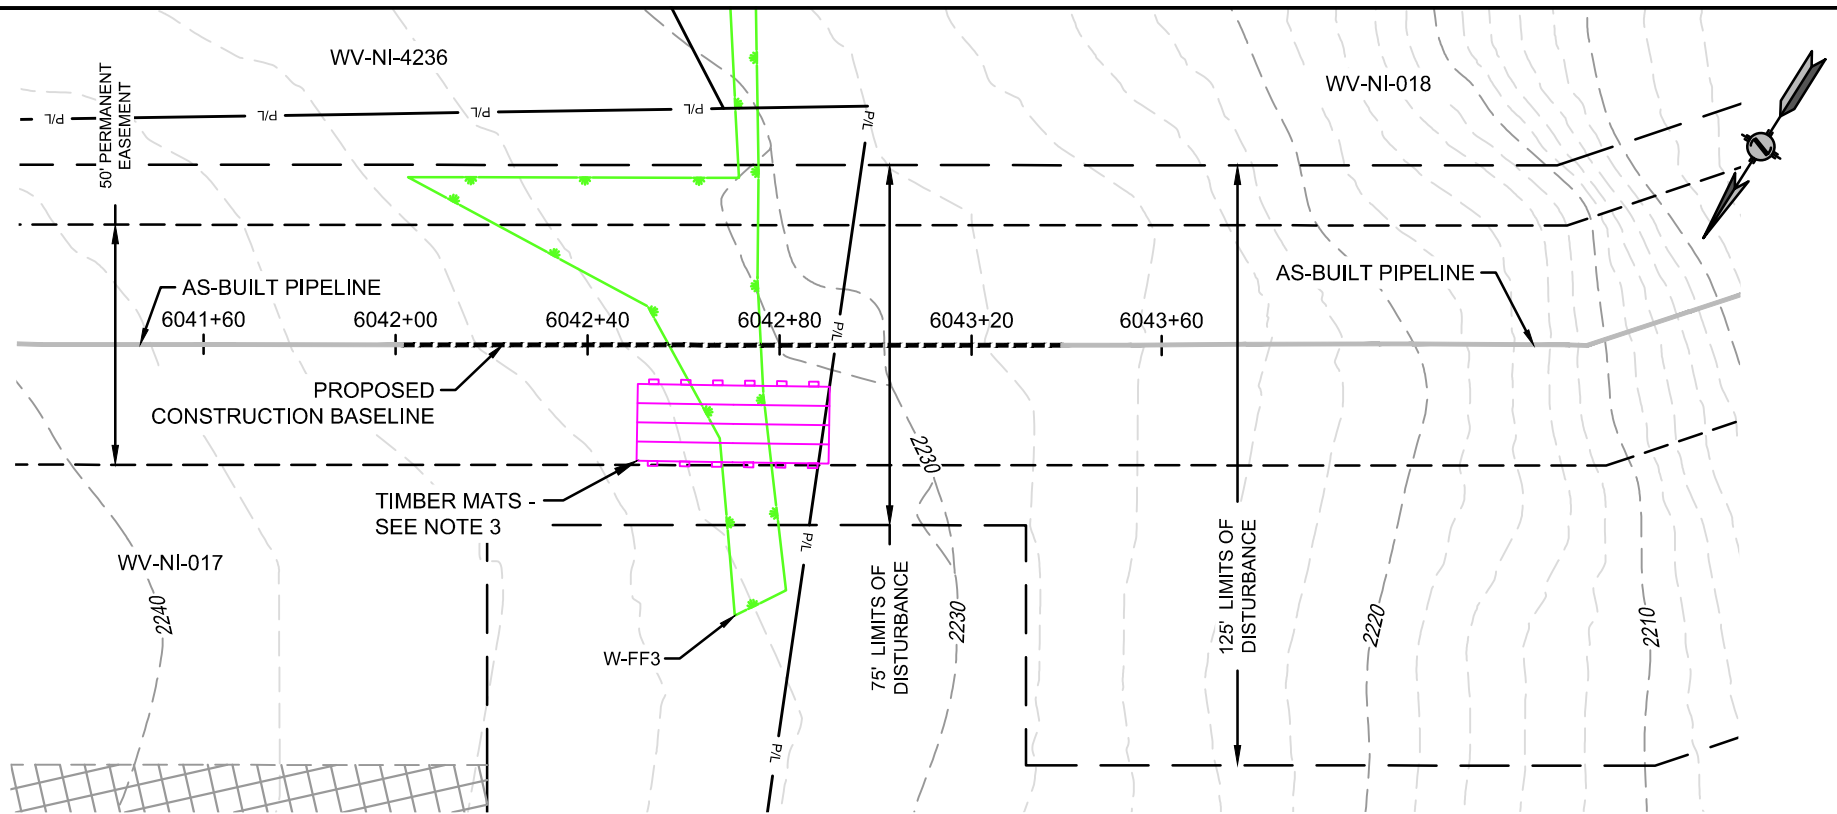 WV-NI-4236
WV-NI-018
50' PERMANENT
EASEMENT
P/L
P/L
P/L
P/L
P/L
AS-BUILT PIPELINE
AS-BUILT PIPELINE
6041+60
6042+00
6042+40
6042+80
6043+20
6043+60
P/L
PROPOSED
CONSTRUCTION BASELINE
2230
TIMBER MATS -
SEE NOTE 3
P/L
WV-NI-017
2240
W-FF3
75' LIMITS OF
DISTURBANCE
2230
125' LIMITS OF
DISTURBANCE
2220
2210
P/L